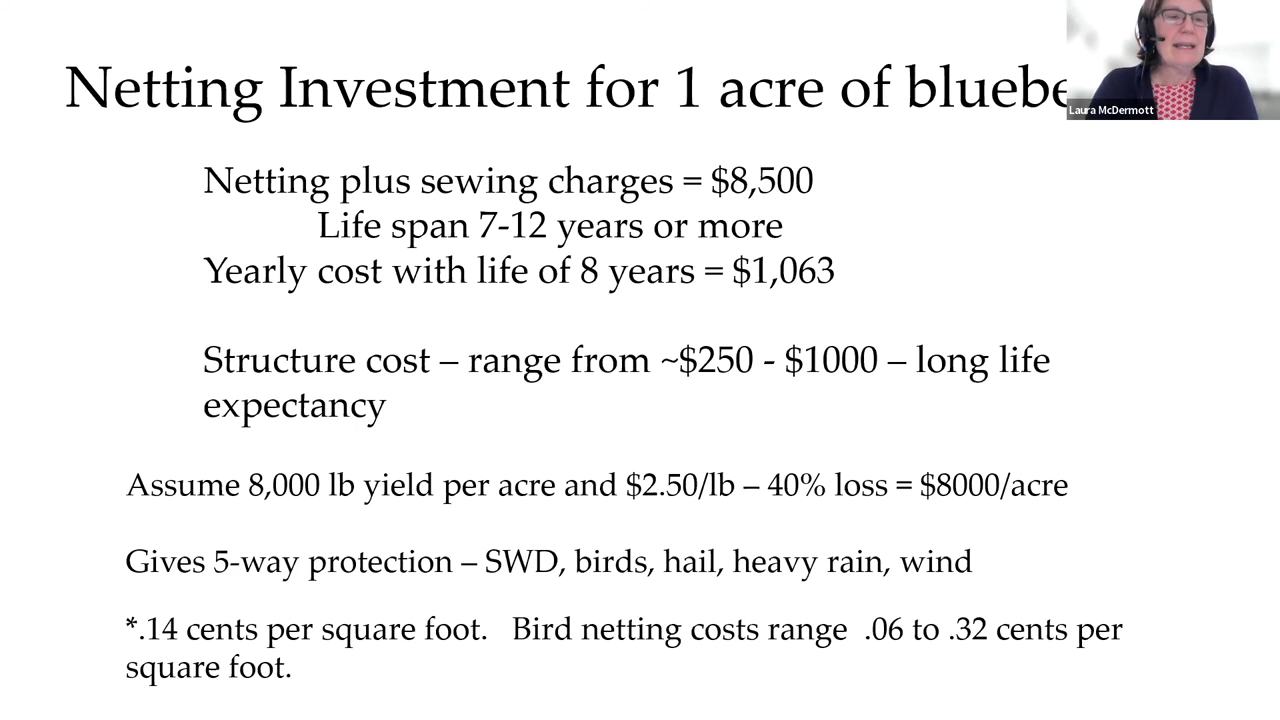 Netting Investment for 1 acre of bluebe
Laura McDermott
Netting plus sewing charges = $8,500
Life span 7-12 years or more
Yearly cost with life of 8 years = $1,063
Structure cost – range from ~$250 - $1000 – long life
expectancy
Assume 8,000 lb yield per acre and $2.50/lb – 40% loss = $8000/acre
Gives 5-way protection – SWD, birds, hail, heavy rain, wind
*.14 cents per square foot. Bird netting costs range .06 to .32 cents per
square foot.